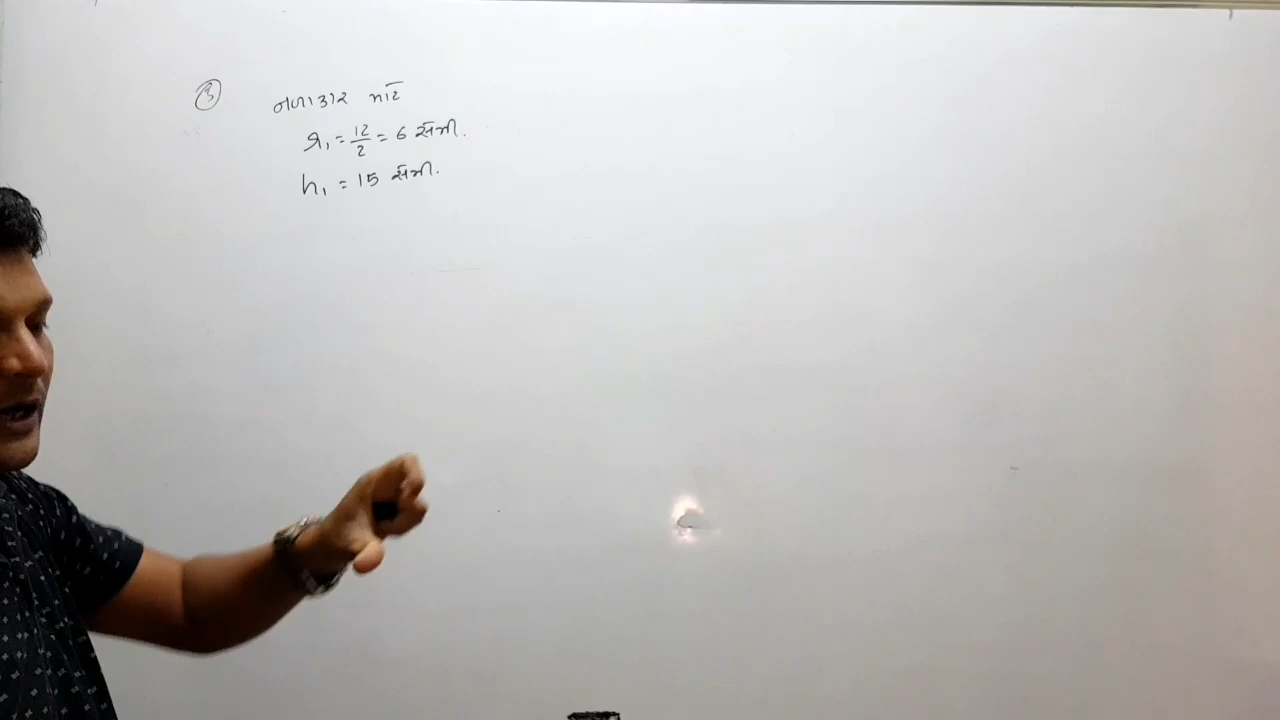 ③ નળાકાર માટે
r₁ = 12/2 = 6 સેમી.
h₁ = 15 સેમી.